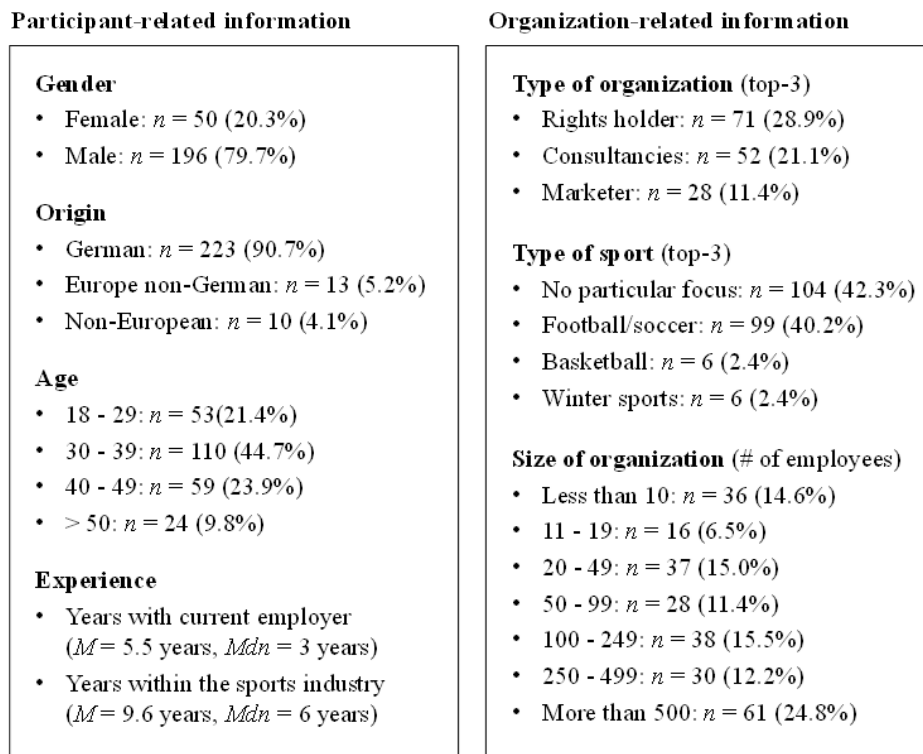 Participant-related information
Gender
• Female: n = 50 (20.3%)
• Male: n = 196 (79.7%)
Origin
• German: n = 223 (90.7%)
• Europe non-German: n = 13 (5.2%)
• Non-European: n = 10 (4.1%)
Age
• 18 - 29: n = 53(21.4%)
• 30 - 39: n = 110 (44.7%)
• 40 - 49: n = 59 (23.9%)
• > 50: n = 24 (9.8%)
Experience
• Years with current employer
(M = 5.5 years, Mdn = 3 years)
• Years within the sports industry
(M = 9.6 years, Mdn = 6 years)
Organization-related information
Type of organization (top-3)
• Rights holder: n = 71 (28.9%)
• Consultancies: n = 52 (21.1%)
• Marketer: n = 28 (11.4%)
Type of sport (top-3)
• No particular focus: n = 104 (42.3%)
• Football/soccer: n = 99 (40.2%)
• Basketball: n = 6 (2.4%)
• Winter sports: n = 6 (2.4%)
Size of organization (# of employees)
• Less than 10: n = 36 (14.6%)
• 11 - 19: n = 16 (6.5%)
• 20 - 49: n = 37 (15.0%)
• 50 - 99: n = 28 (11.4%)
• 100 - 249: n = 38 (15.5%)
• 250 - 499: n = 30 (12.2%)
• More than 500: n = 61 (24.8%)